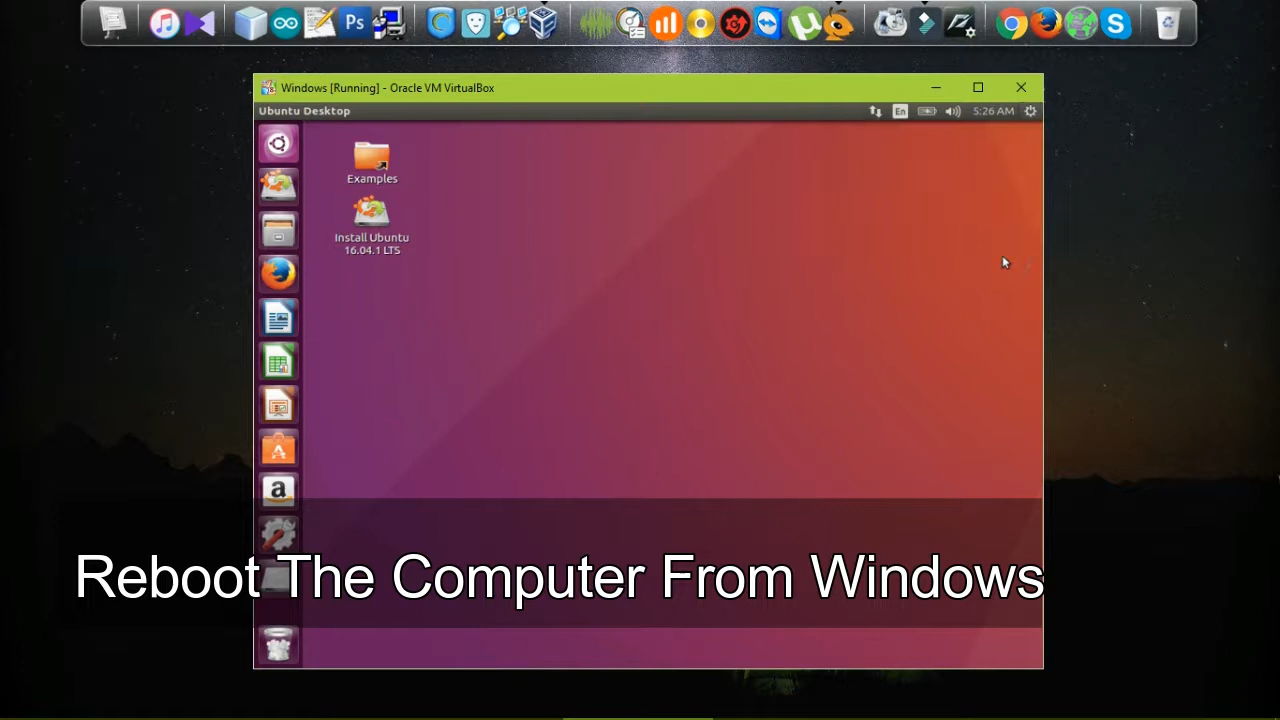 Ps
Windows [Running] - Oracle VM VirtualBox
Ubuntu Desktop
En
5:26 AM
Examples
Install Ubuntu
16.04.1 LTS
a
Reboot The Computer From Windows